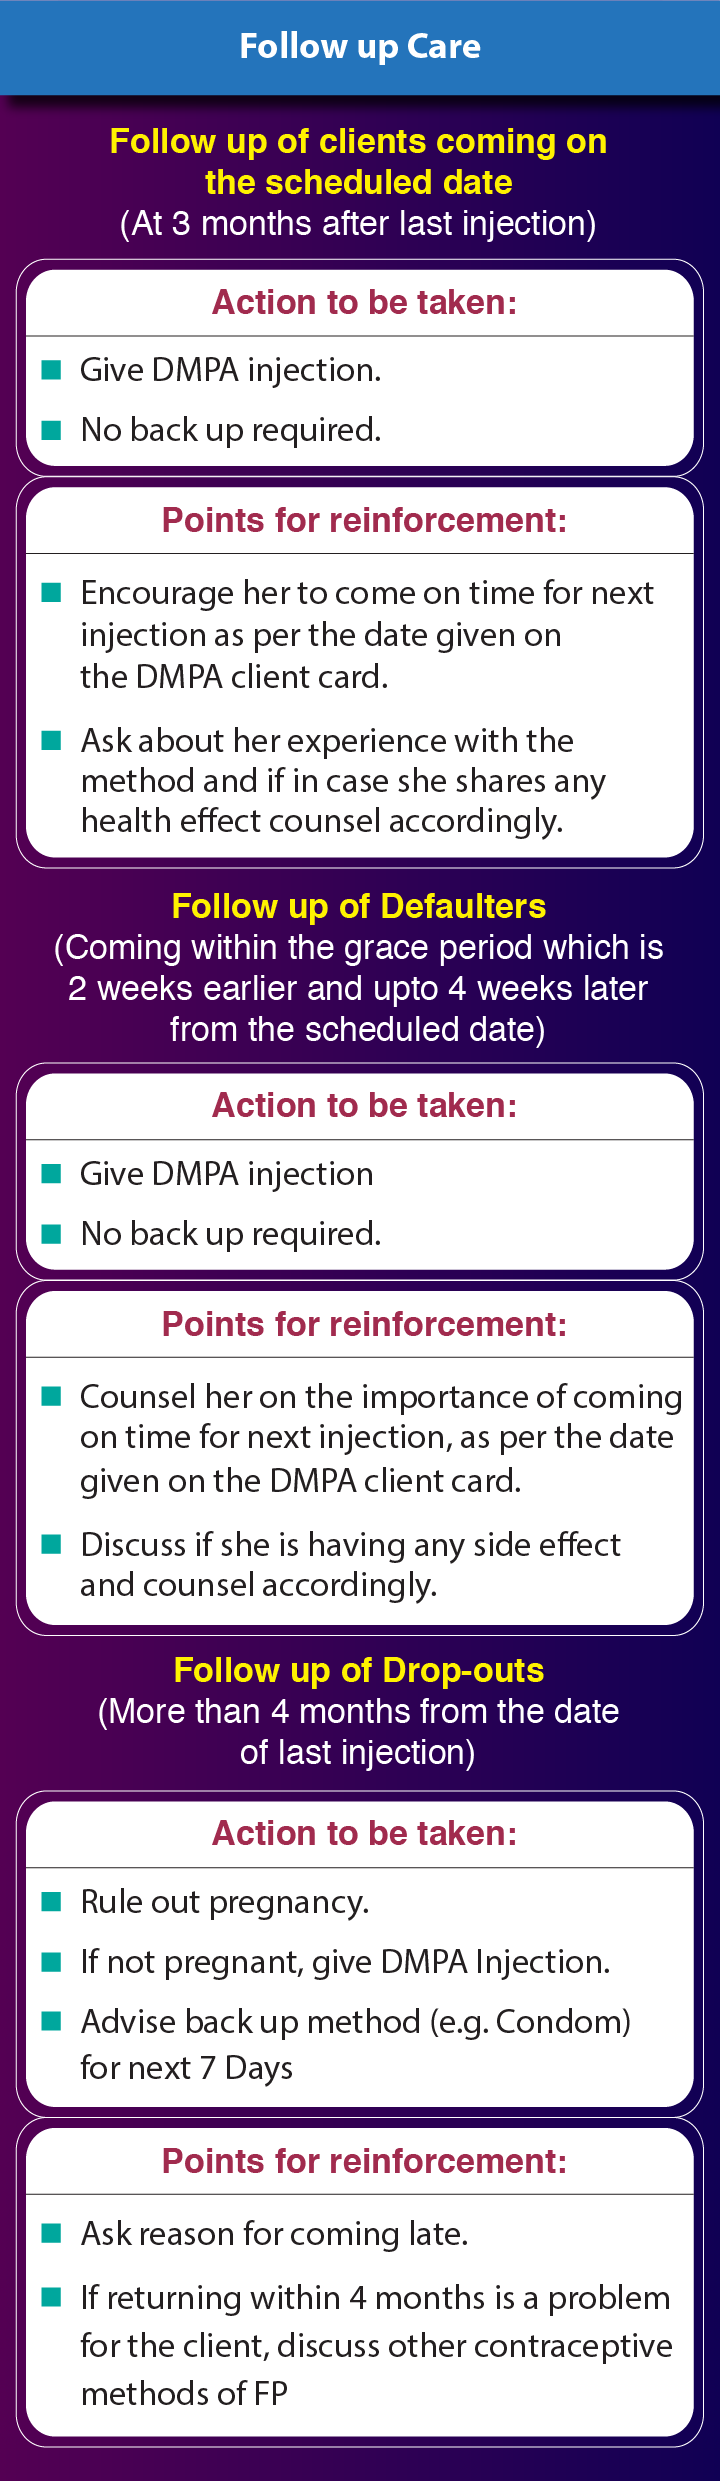 Follow up Care
Follow up of clients coming on
the scheduled date
(At 3 months after last injection)
Action to be taken:
Give DMPA injection.
No back up required.
Points for reinforcement:
Encourage her to come on time for next
injection as per the date given on
the DMPA client card.
Ask about her experience with the
method and if in case she shares any
health effect counsel accordingly.
Follow up of Defaulters
(Coming within the grace period which is
2 weeks earlier and upto 4 weeks later
from the scheduled date)
Action to be taken:
Give DMPA injection
No back up required.
Points for reinforcement:
Counsel her on the importance of coming
on time for next injection, as per the date
given on the DMPA client card.
Discuss if she is having any side effect
and counsel accordingly.
Follow up of Drop-outs
(More than 4 months from the date
of last injection)
Action to be taken:
Rule out pregnancy.
If not pregnant, give DMPA Injection.
Advise back up method (e.g. Condom)
for next 7 Days
Points for reinforcement:
Ask reason for coming late.
If returning within 4 months is a problem
for the client, discuss other contraceptive
methods of FP